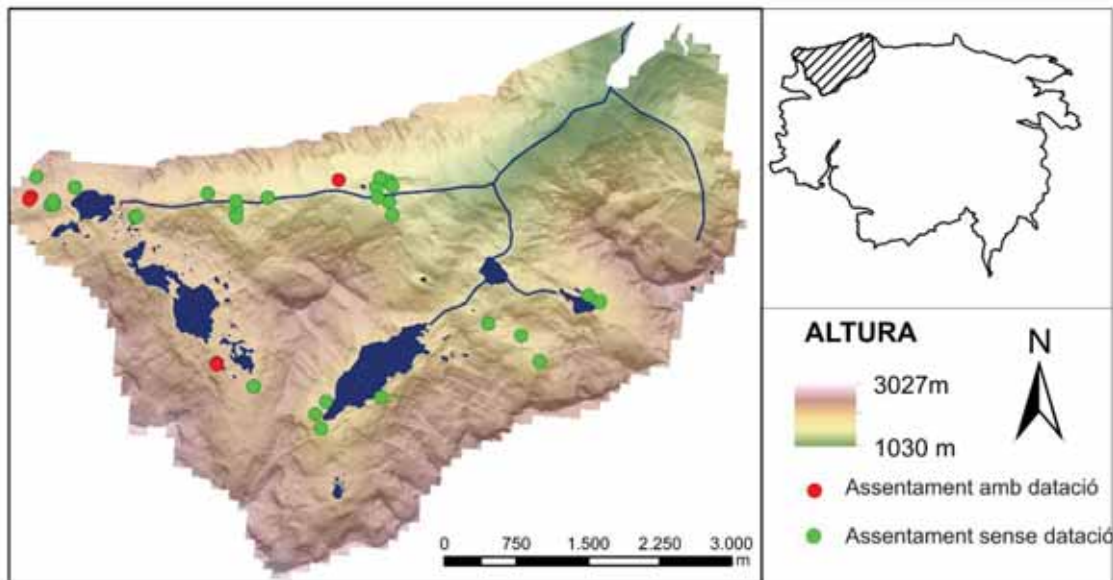 ALTURA
N
3027m
1030 m
Assentament amb datació
Assentament sense datació
0 750 1.500 2.250 3.000
m